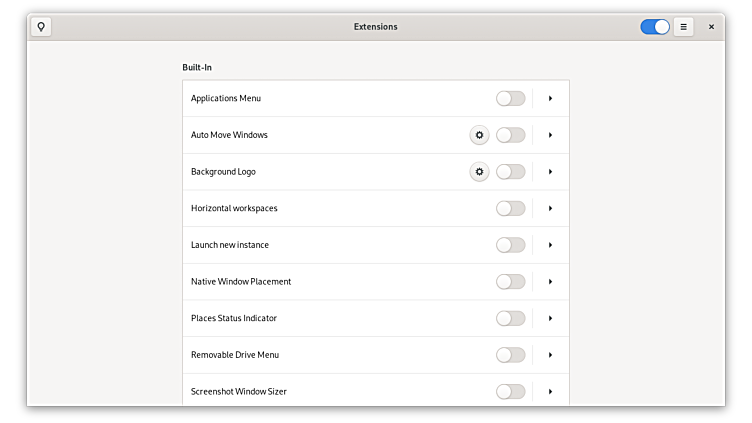 Extensions
Built-In
Applications Menu
Auto Move Windows
Background Logo
Horizontal workspaces
Launch new instance
Native Window Placement
Places Status Indicator
Removable Drive Menu
Screenshot Window Sizer